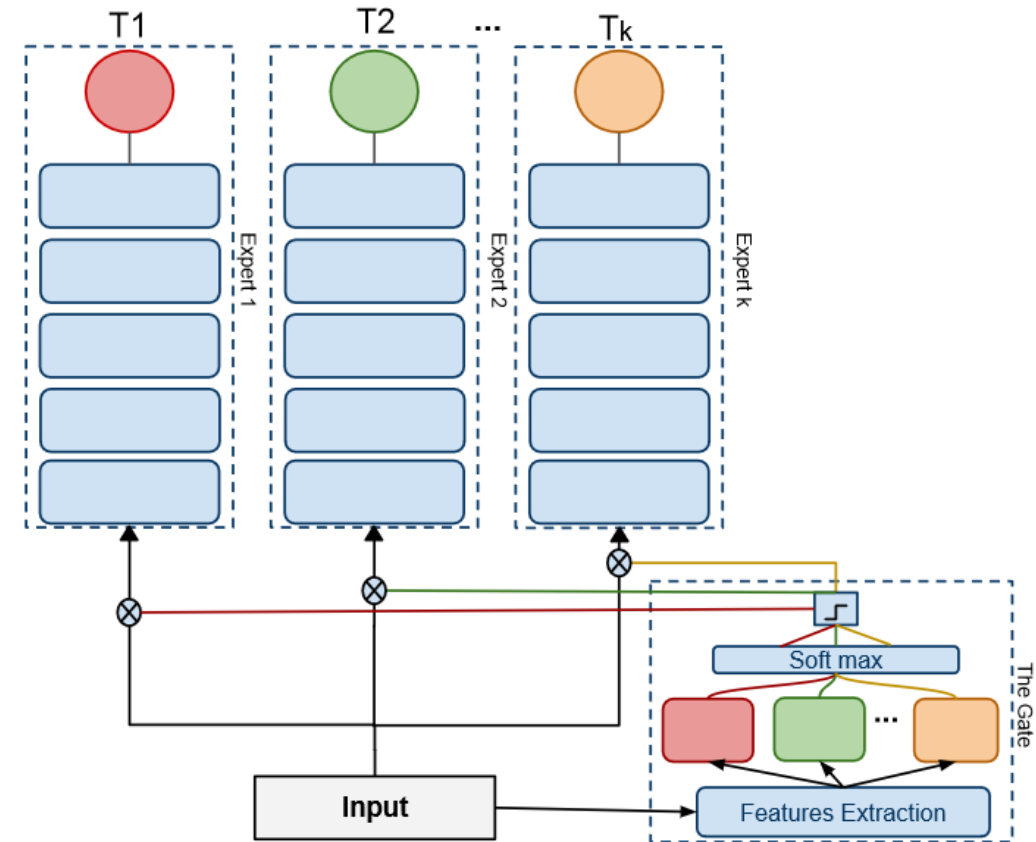 T1
T2
...
Tk
Expert 1
Expert 2
Expert k
Soft max
...
The Gate
Input
Features Extraction